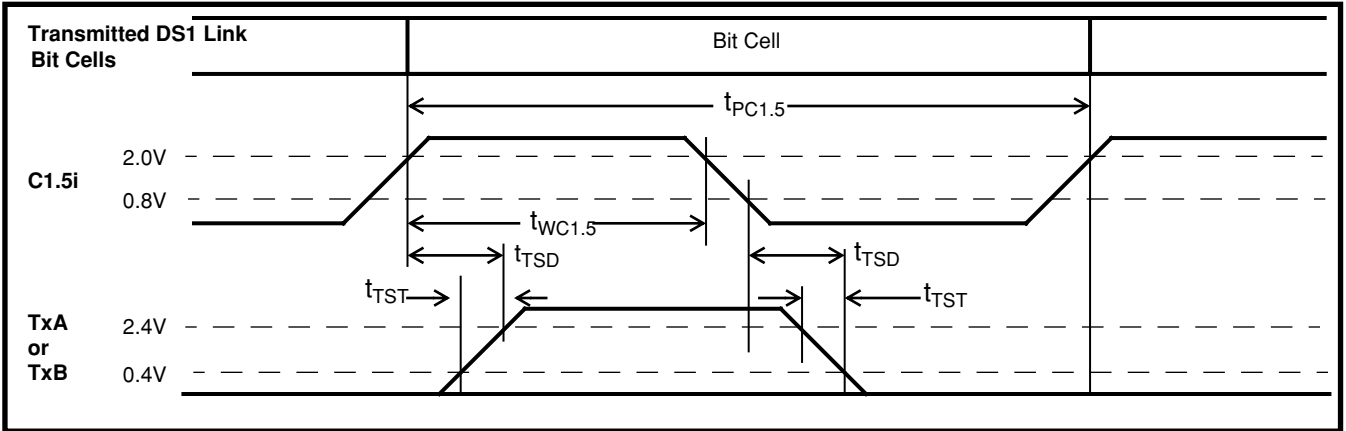 Transmitted DS1 Link
Bit Cells
Bit Cell
tPC1.5
2.0V
C1.5i
0.8V
tWC1.5
tTSD
tTSD
tTST
tTST
TxA
or
TxB
2.4V
0.4V